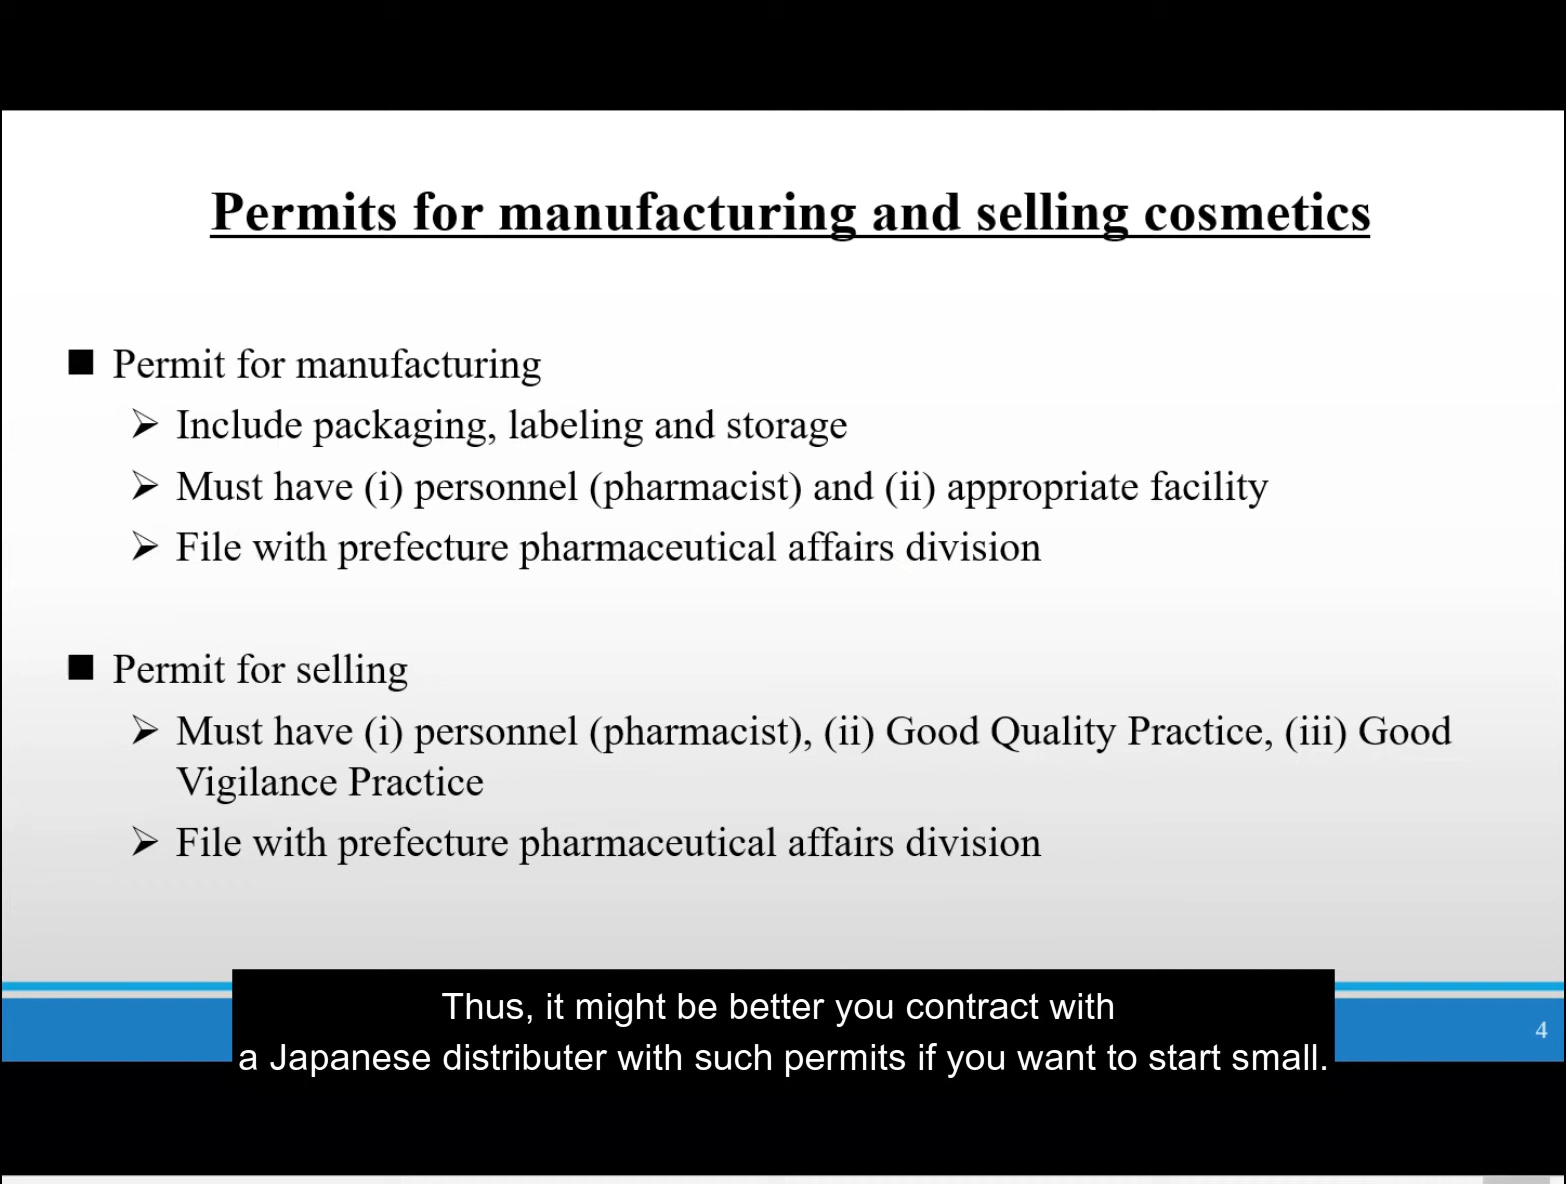 Permits for manufacturing and selling cosmetics
■ Permit for manufacturing
➢ Include packaging, labeling and storage
➢ Must have (i) personnel (pharmacist) and (ii) appropriate facility
➢ File with prefecture pharmaceutical affairs division
■ Permit for selling
➢ Must have (i) personnel (pharmacist), (ii) Good Quality Practice, (iii) Good
Vigilance Practice
➢ File with prefecture pharmaceutical affairs division
4
Thus, it might be better you contract with
a Japanese distributer with such permits if you want to start small.